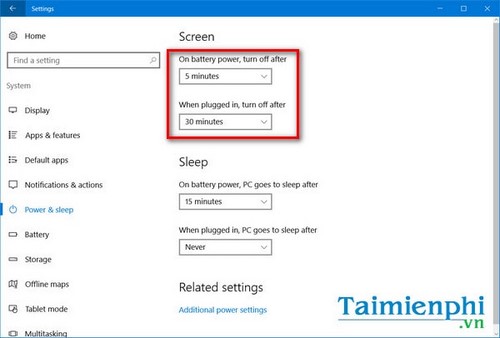 Settings
Home
Find a setting
System
Display
Apps & features
Default apps
Notifications & actions
Power & sleep
Battery
Storage
Offline maps
Tablet mode
Multitasking
Screen
On battery power, turn off after
5 minutes
When plugged in, turn off after
30 minutes
Sleep
On battery power, PC goes to sleep after
15 minutes
When plugged in, PC goes to sleep after
Never
Related settings
Additional power settings
Taimienphi
.vn